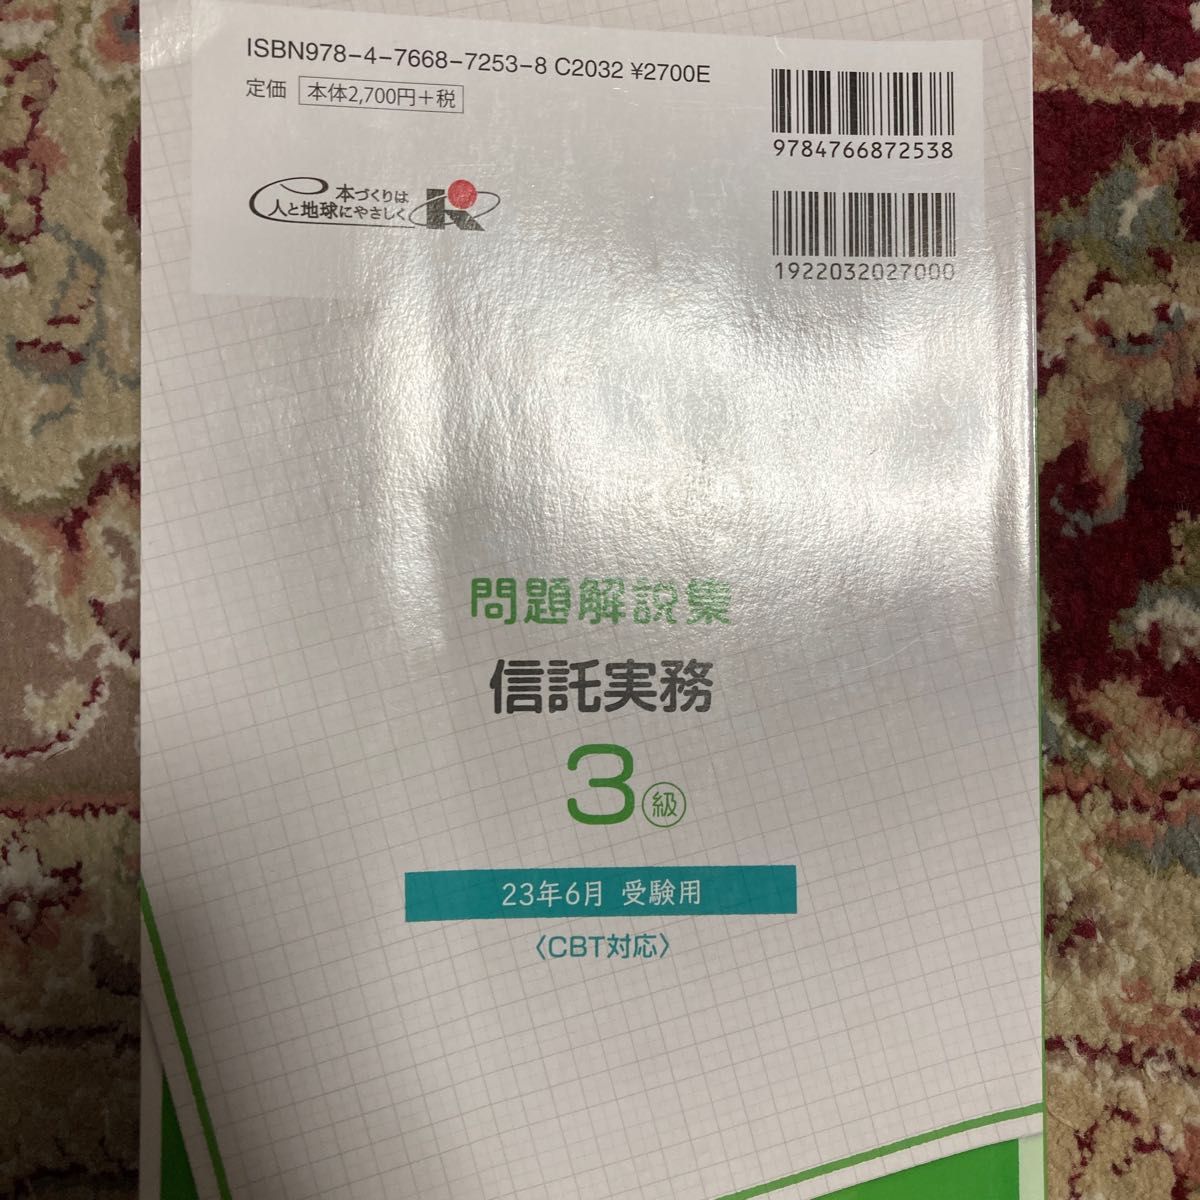 ISBN978-4-7668-7253-8 C2032 ¥2700E
定価 本体2,700円+税
9784766872538
本づくりは
人と地球にやさしく
1922032027000
問題解説集
信託実務
3級
23年6月 受験用
〈CBT対応〉